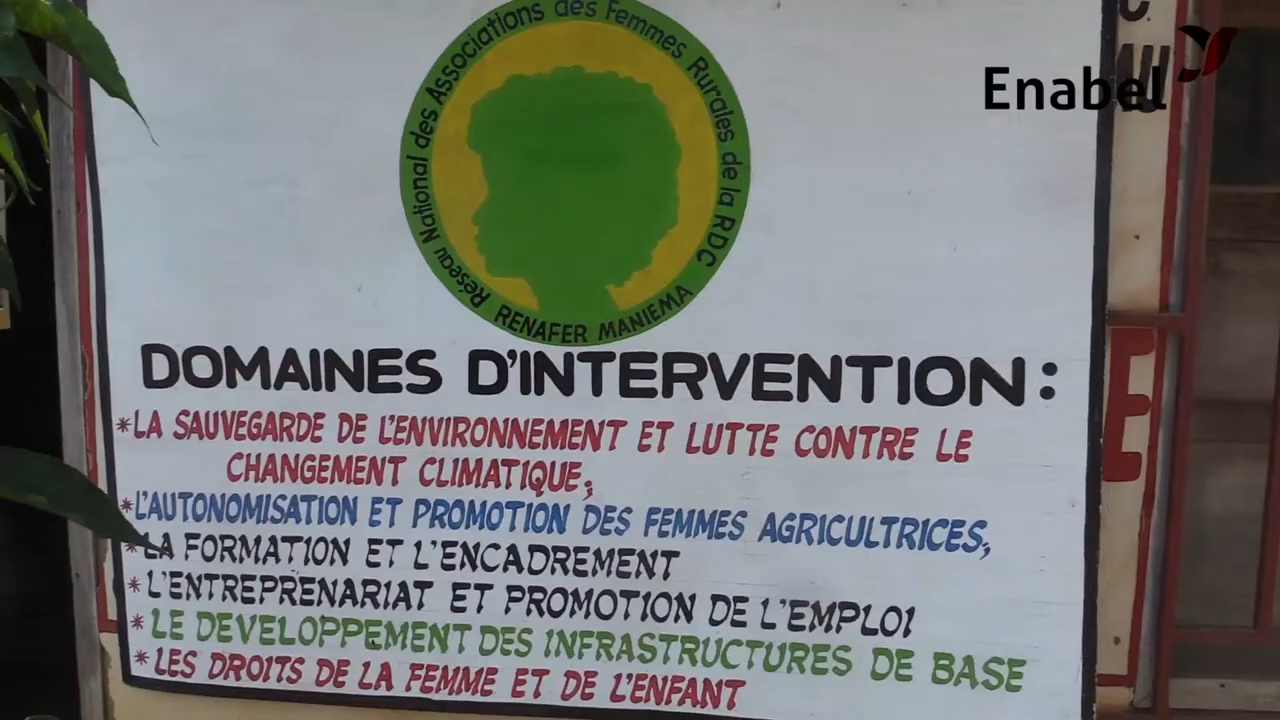 Réseau National des Associations des Femmes Rurales de la RDC
RENAFER MANIEMA
Enabel
DOMAINES D'INTERVENTION :
*LA SAUVEGARDE DE L'ENVIRONNEMENT ET LUTTE CONTRE LE
CHANGEMENT CLIMATIQUE;
*L'AUTONOMISATION ET PROMOTION DES FEMMES AGRICULTRICES;
*LA FORMATION ET L'ENCADREMENT
*L'ENTREPRENARIAT ET PROMOTION DE L'EMPLOI
*LE DEVELOPPEMENT DES INFRASTRUCTURES DE BASE
*LES DROITS DE LA FEMME ET DE L'ENFANT
E